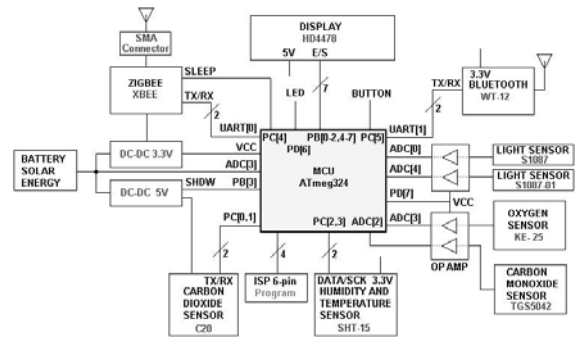 SMA
Connector
ZIGBEE
XBEE
SLEEP
TX/RX
2
UART[0]
DISPLAY
HD4478
5V E/S
7
LED
BUTTON
TX/RX
2
UART[1]
3.3V
BLUETOOTH
WT-12
PC[4]
PB[0-2,4-7]
PC[5]
PD[6]
MCU
ATmeg324
PC[2,3]
ADC[2]
BATTERY
SOLAR
ENERGY
DC-DC 3.3V
DC-DC 5V
VCC
ADC[3]
SHDW
PB[3]
PC[0,1]
2
4
2
ADC[0]
ADC[4]
PD[7]
VCC
ADC[3]
OP AMP
LIGHT SENSOR
S1087
LIGHT SENSOR
S1087-01
OXYGEN
SENSOR
KE-25
CARBON
MONOXIDE
SENSOR
TGS5042
TX/RX
CARBON
DIOXIDE
SENSOR
C20
ISP 6-pin
Program
DATA/SCK 3.3V
HUMIDITY AND
TEMPERATURE
SENSOR
SHT-15